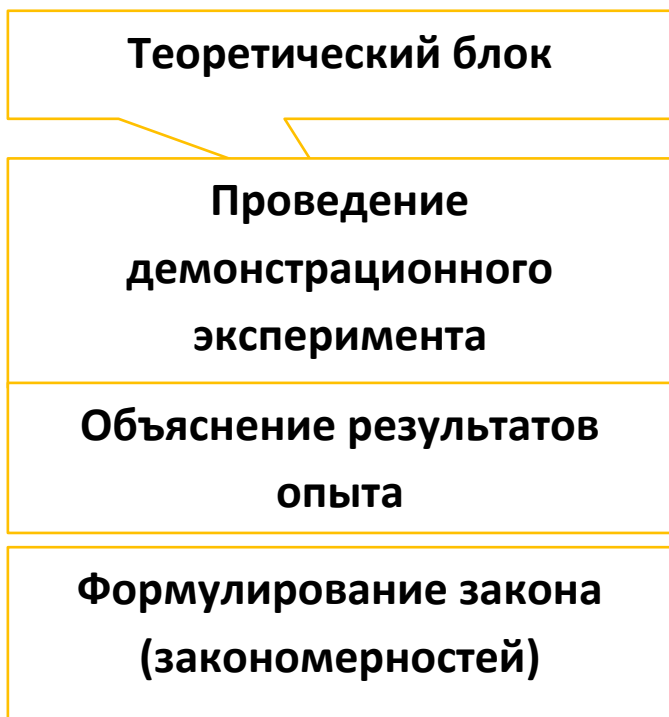 Теоретический блок
Проведение
демонстрационного
эксперимента
Объяснение результатов
опыта
Формулирование закона
(закономерностей)